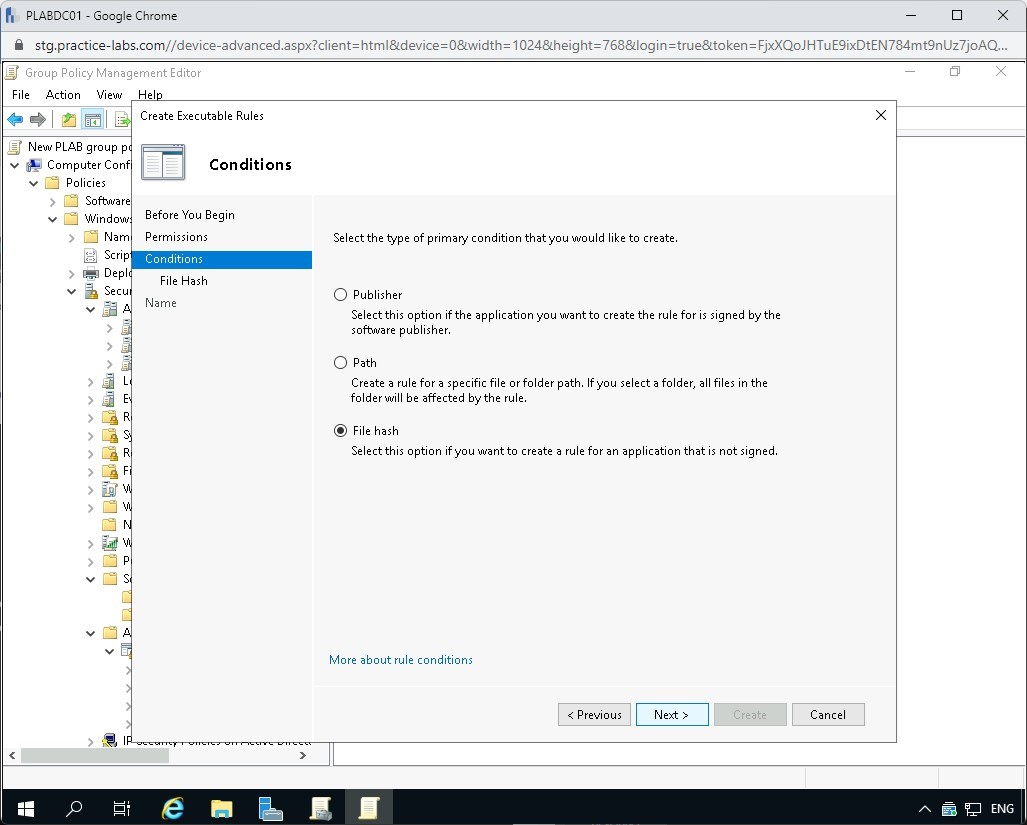 PLABDC01 - Google Chrome
stg.practice-labs.com//device-advanced.aspx?client=html&device=0&width=1024&height=768&login=true&token=FjxXQoJHTuE9ixDtEN784mt9nUz7joAQ...
Group Policy Management Editor
File Action View Help
Create Executable Rules
Conditions
New PLAB group po
Computer Conf
Policies
Software
Windows
Nam
Script
Deplo
Secu
A
Lo
Ev
R
Sy
R
Fi
W
W
N
W
P
So
A
IP Security Policies on Active Direct
Before You Begin
Permissions
Conditions
File Hash
Name
Select the type of primary condition that you would like to create.
Publisher
Select this option if the application you want to create the rule for is signed by the
software publisher.
Path
Create a rule for a specific file or folder path. If you select a folder, all files in the
folder will be affected by the rule.
File hash
Select this option if you want to create a rule for an application that is not signed.
More about rule conditions
< Previous Next > Create Cancel
ENG